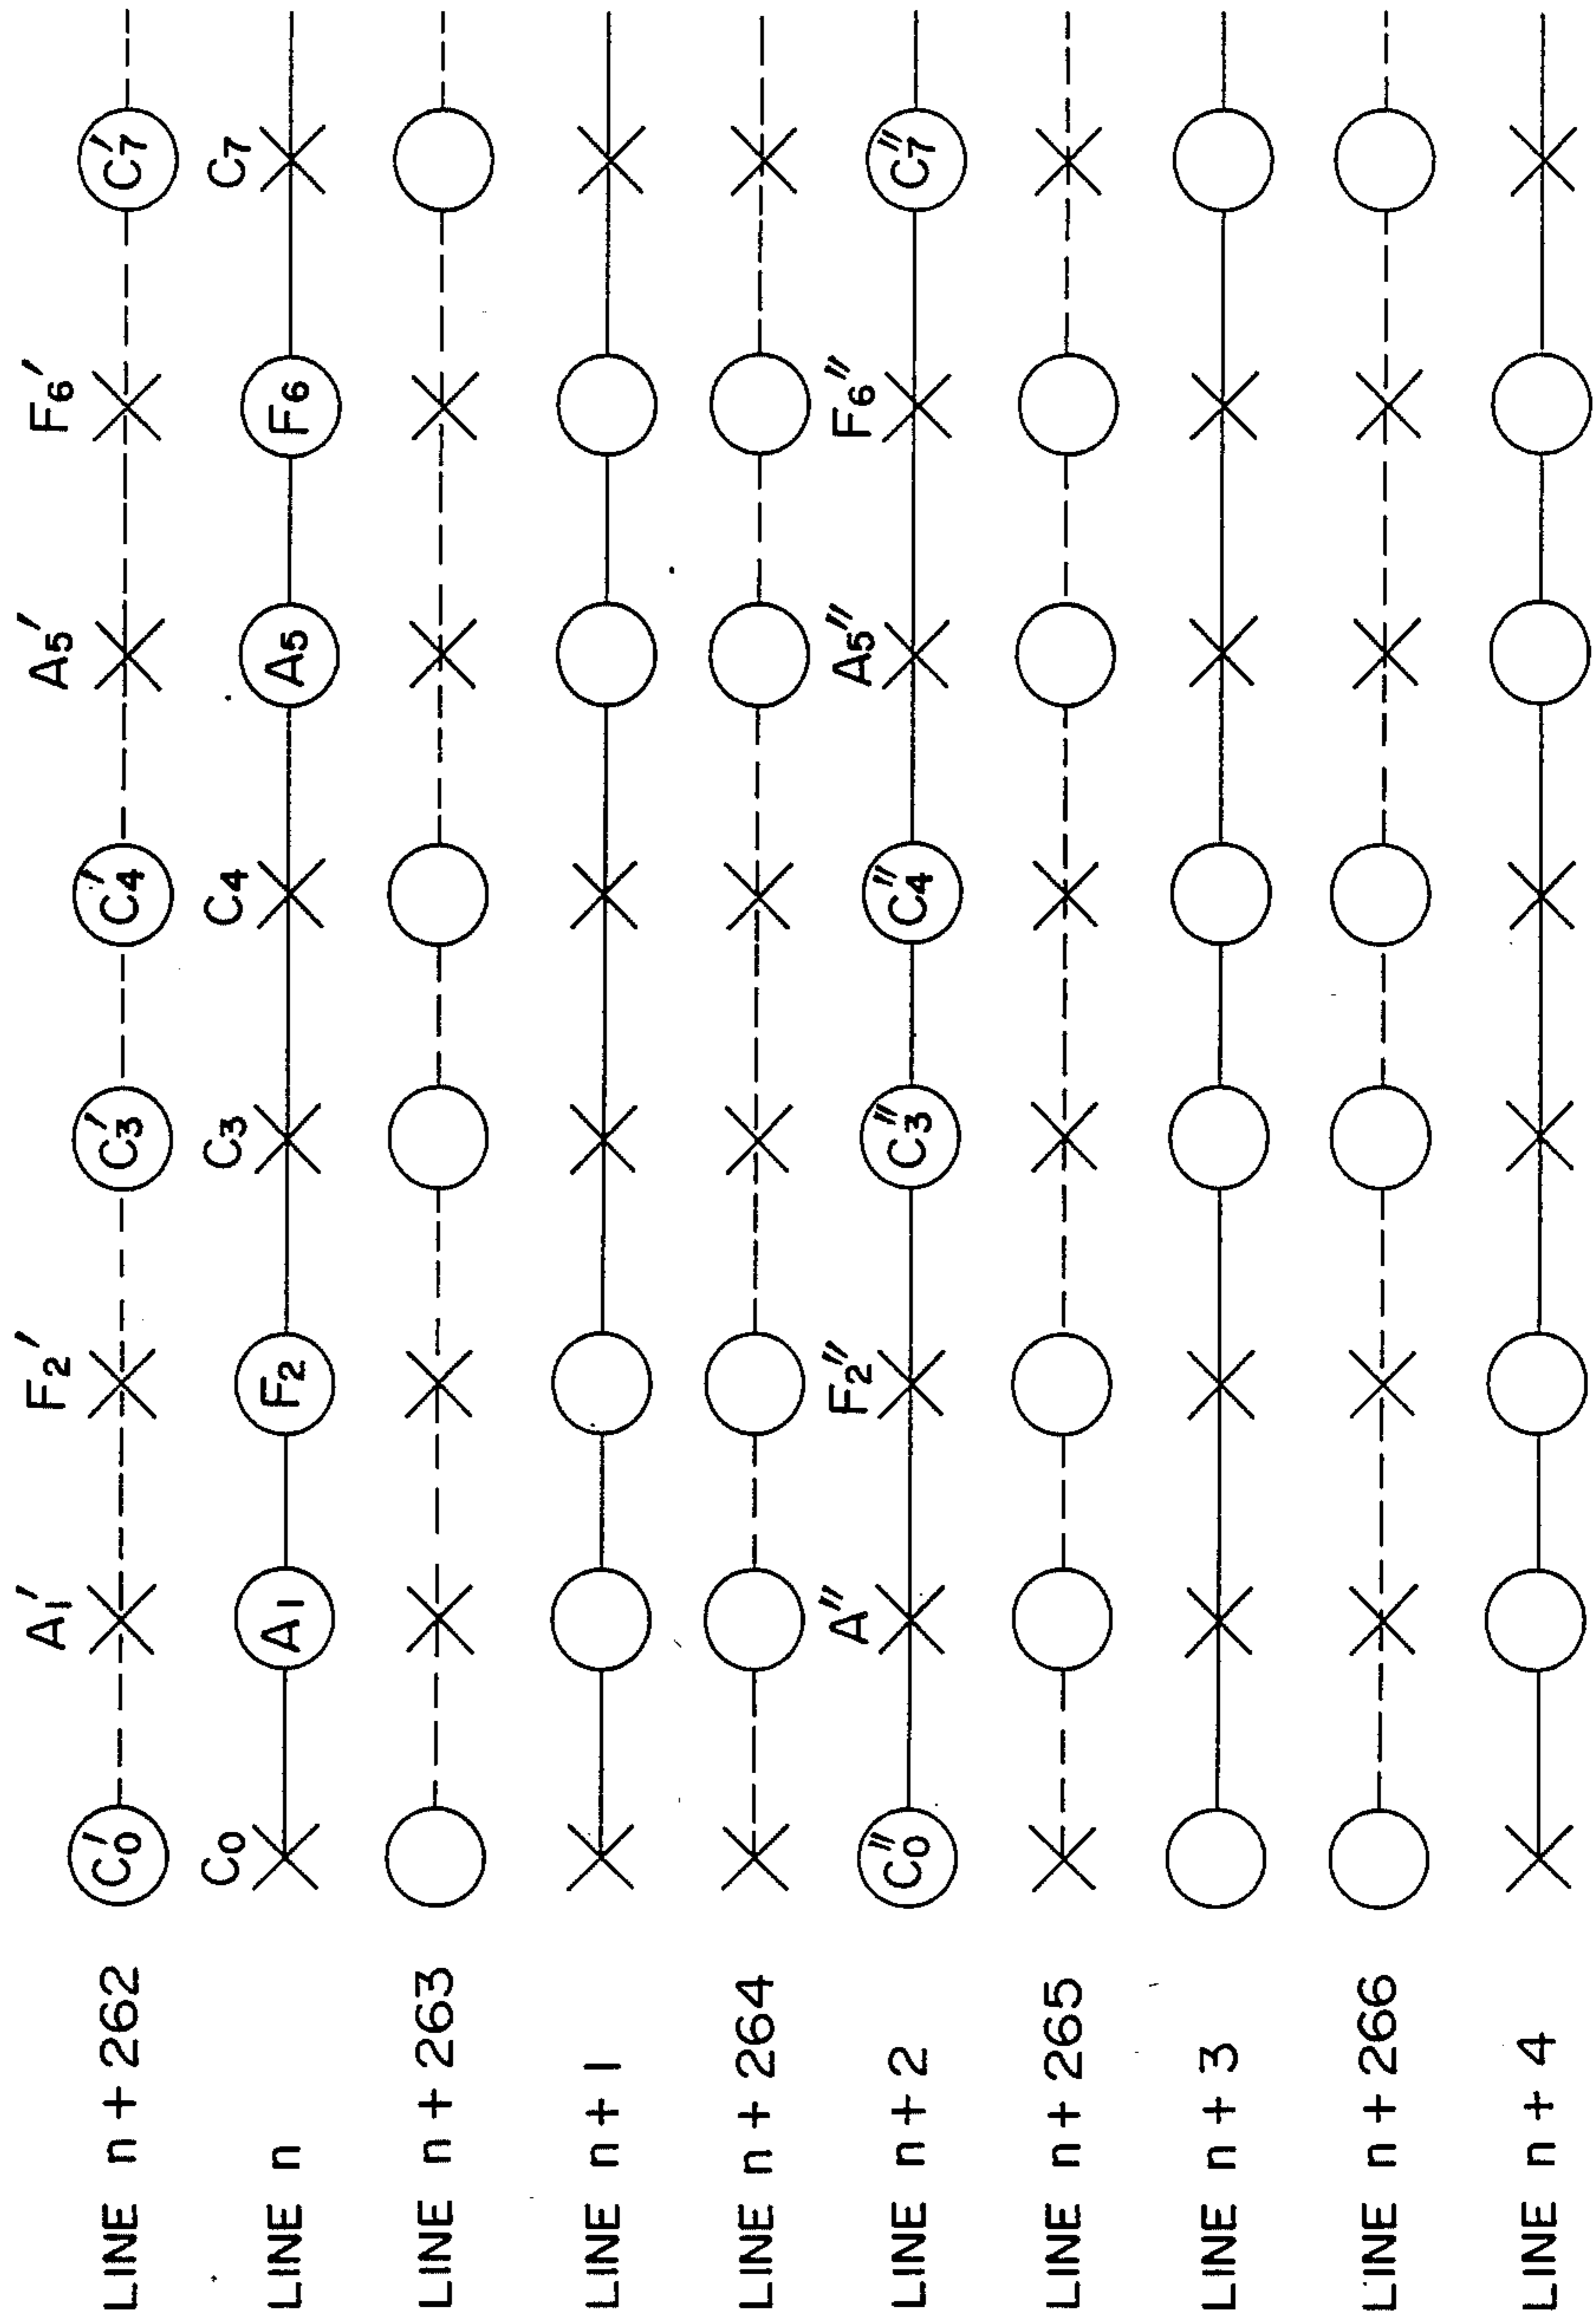 A₁′ F₂′ A₅′ F₆′
LINE n + 262 C₀′ C₃′ C₄′ C₇′
C₀ C₃ C₄ C₇
LINE n A₁ F₂ A₅ F₆
LINE n + 263
LINE n + 1
LINE n + 264
A″ F₂″ A₅″ F₆″
LINE n + 2 C₀″ C₃″ C₄″ C₇″
LINE n + 265
LINE n + 3
LINE n + 266
LINE n + 4